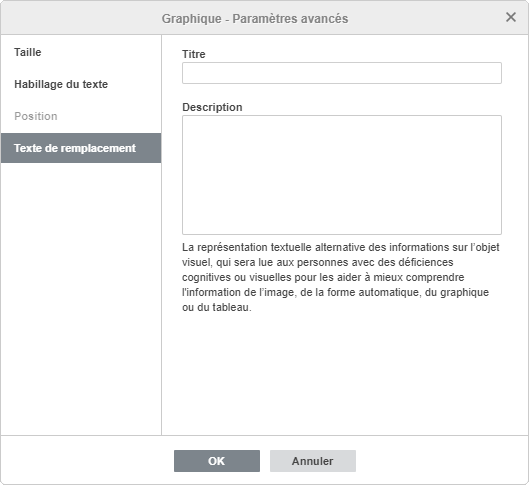 Graphique - Paramètres avancés
Taille
Habillage du texte
Position
Texte de remplacement
Titre
Description
La représentation textuelle alternative des informations sur l’objet
visuel, qui sera lue aux personnes avec des déficiences
cognitives ou visuelles pour les aider à mieux comprendre
l'information de l’image, de la forme automatique, du graphique
ou du tableau.
OK
Annuler